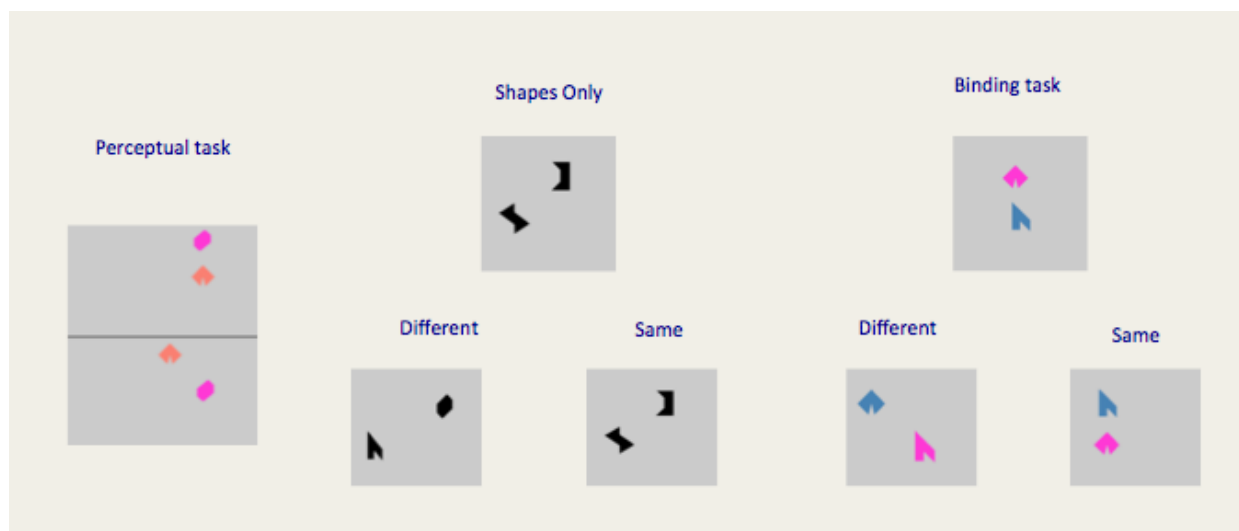 Perceptual task
Shapes Only
Binding task
Different
Same
Different
Same